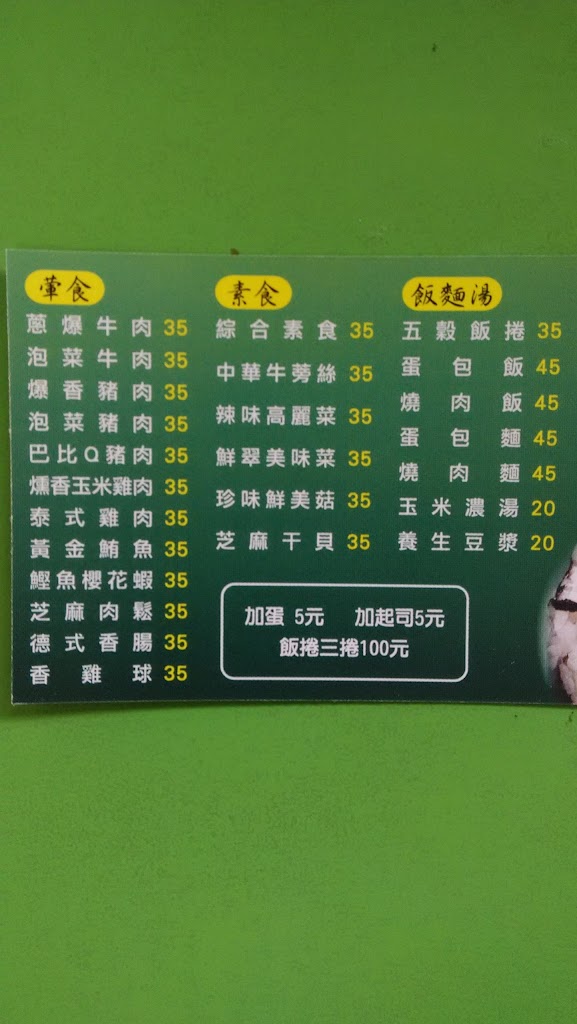 葷食
蔥爆牛肉 35
泡菜牛肉 35
爆香豬肉 35
泡菜豬肉 35
巴比Q豬肉 35
燻香玉米雞肉 35
泰式雞肉 35
黃金鮪魚 35
鰹魚櫻花蝦 35
芝麻肉鬆 35
德式香腸 35
香雞球 35
素食
綜合素食 35
中華牛蒡絲 35
辣味高麗菜 35
鮮翠美味菜 35
珍味鮮美菇 35
芝麻干貝 35
飯麵湯
五穀飯捲 35
蛋包飯 45
燒肉飯 45
蛋包麵 45
燒肉麵 45
玉米濃湯 20
養生豆漿 20
加蛋 5元 加起司5元
飯捲三捲100元